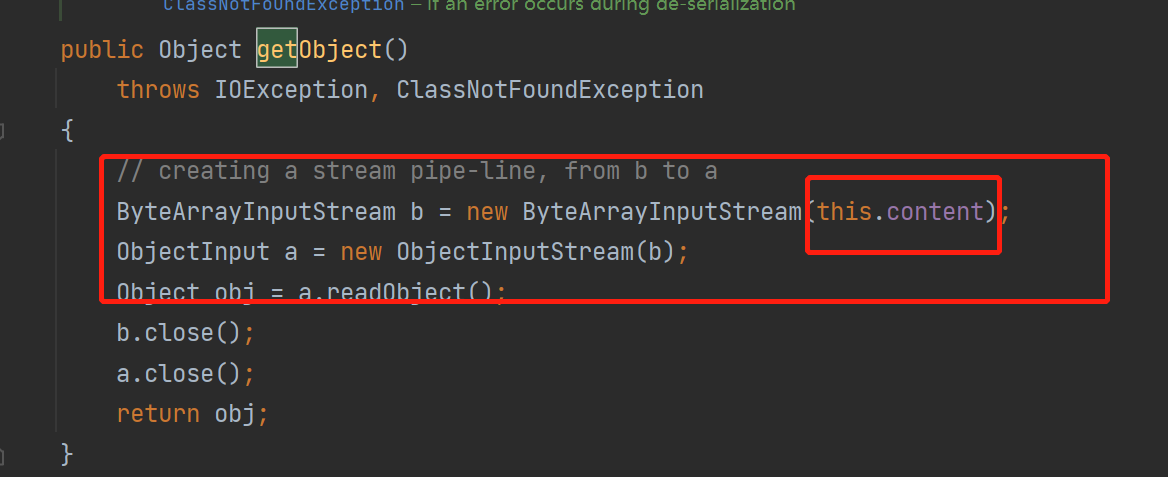 ClassNotFoundException – if an error occurs during de-serialization
public Object getObject()
throws IOException, ClassNotFoundException
{
// creating a stream pipe-line, from b to a
ByteArrayInputStream b = new ByteArrayInputStream(this.content);
ObjectInput a = new ObjectInputStream(b);
Object obj = a.readObject();
b.close();
a.close();
return obj;
}